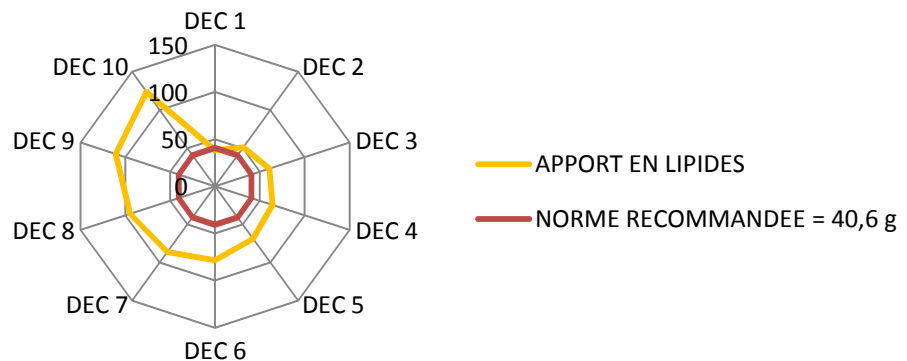 DEC 1
150
DEC 10
DEC 2
100
DEC 9
50
DEC 3
0
APPORT EN LIPIDES
NORME RECOMMANDEE = 40,6 g
DEC 8
DEC 4
DEC 7
DEC 5
DEC 6